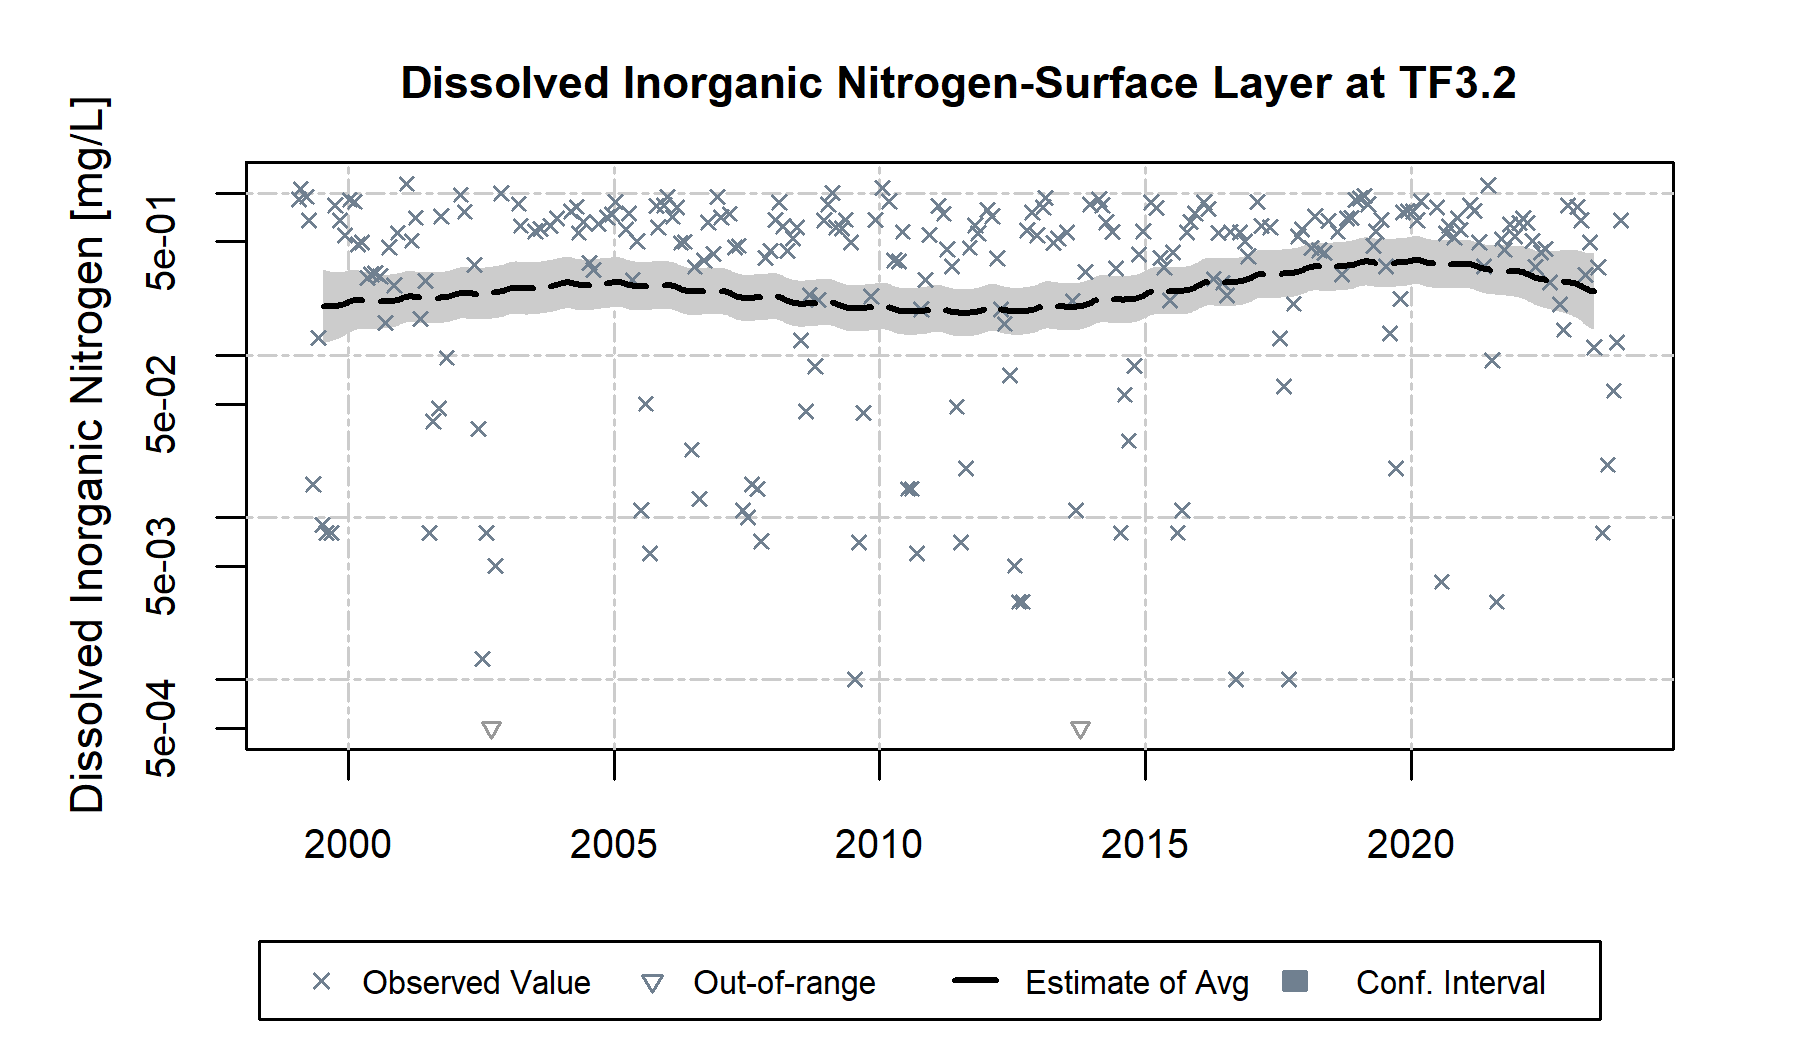 Dissolved Inorganic Nitrogen-Surface Layer at TF3.2
Dissolved Inorganic Nitrogen [mg/L]
5e-01
5e-02
5e-03
5e-04
2000 2005 2010 2015 2020
Observed Value Out-of-range Estimate of Avg Conf. Interval